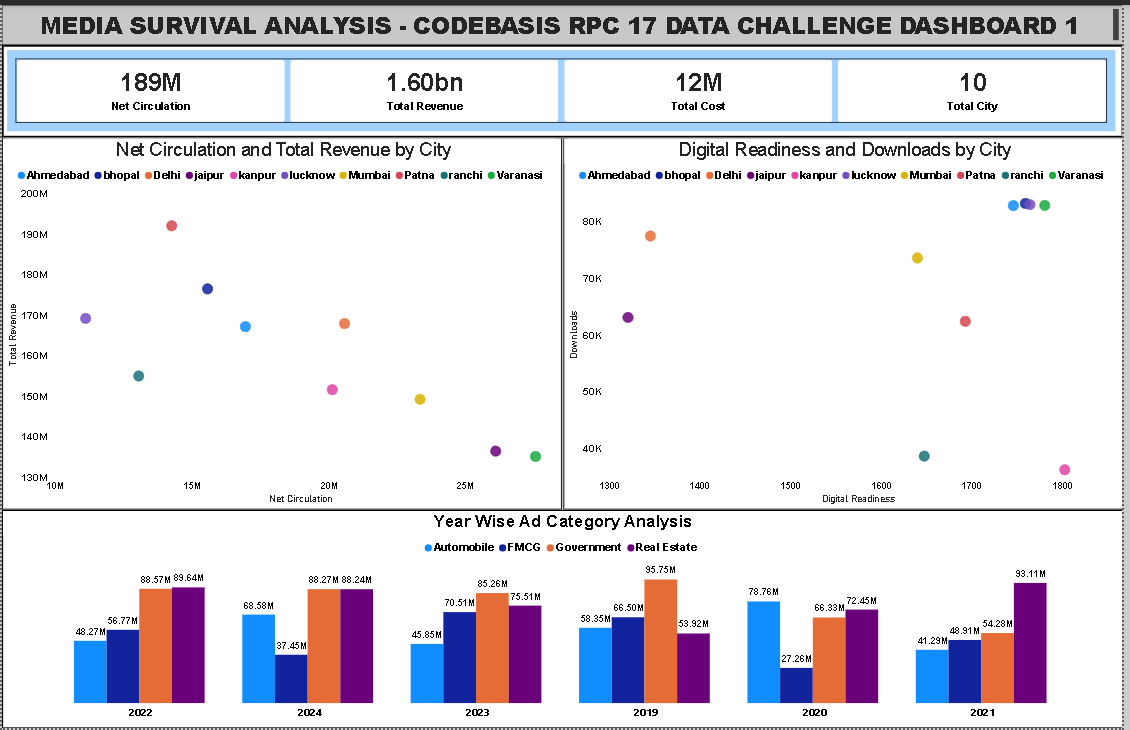 MEDIA SURVIVAL ANALYSIS - CODEBASIS RPC 17 DATA CHALLENGE DASHBOARD 1
189M 1.60bn 12M 10
Net Circulation Total Revenue Total Cost Total City
Net Circulation and Total Revenue by City
Ahmedabad bhopal Delhi jaipur kanpur lucknow Mumbai Patna ranchi Varanasi
200M
190M
180M
170M
160M
150M
140M
130M
Total Revenue
10M 15M 20M 25M
Net Circulation
Digital Readiness and Downloads by City
Ahmedabad bhopal Delhi jaipur kanpur lucknow Mumbai Patna ranchi Varanasi
80K
70K
60K
50K
40K
Downloads
1300 1400 1500 1600 1700 1800
Digital Readiness
Year Wise Ad Category Analysis
Automobile FMCG Government Real Estate
48.27M 56.77M 88.57M 89.64M
68.58M 37.45M 88.27M 88.24M
45.85M 70.51M 85.26M 75.51M
58.35M 66.50M 95.75M 53.92M
78.76M 27.26M 66.33M 72.45M
41.29M 48.91M 54.28M 93.11M
2022 2024 2023 2019 2020 2021